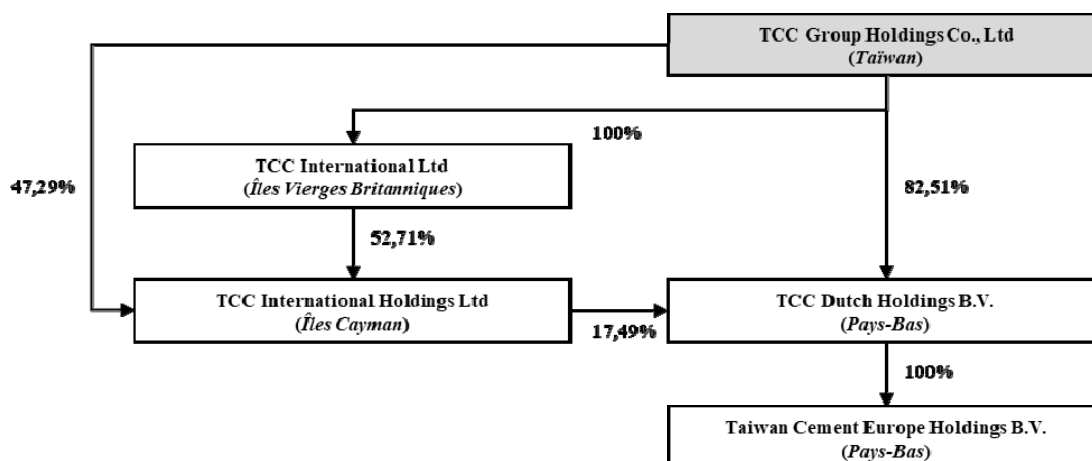 TCC Group Holdings Co., Ltd
(Taïwan)
100%
TCC International Ltd
(Îles Vierges Britanniques)
47,29%
82,51%
52,71%
TCC International Holdings Ltd
(Îles Cayman)
17,49%
TCC Dutch Holdings B.V.
(Pays-Bas)
100%
Taiwan Cement Europe Holdings B.V.
(Pays-Bas)